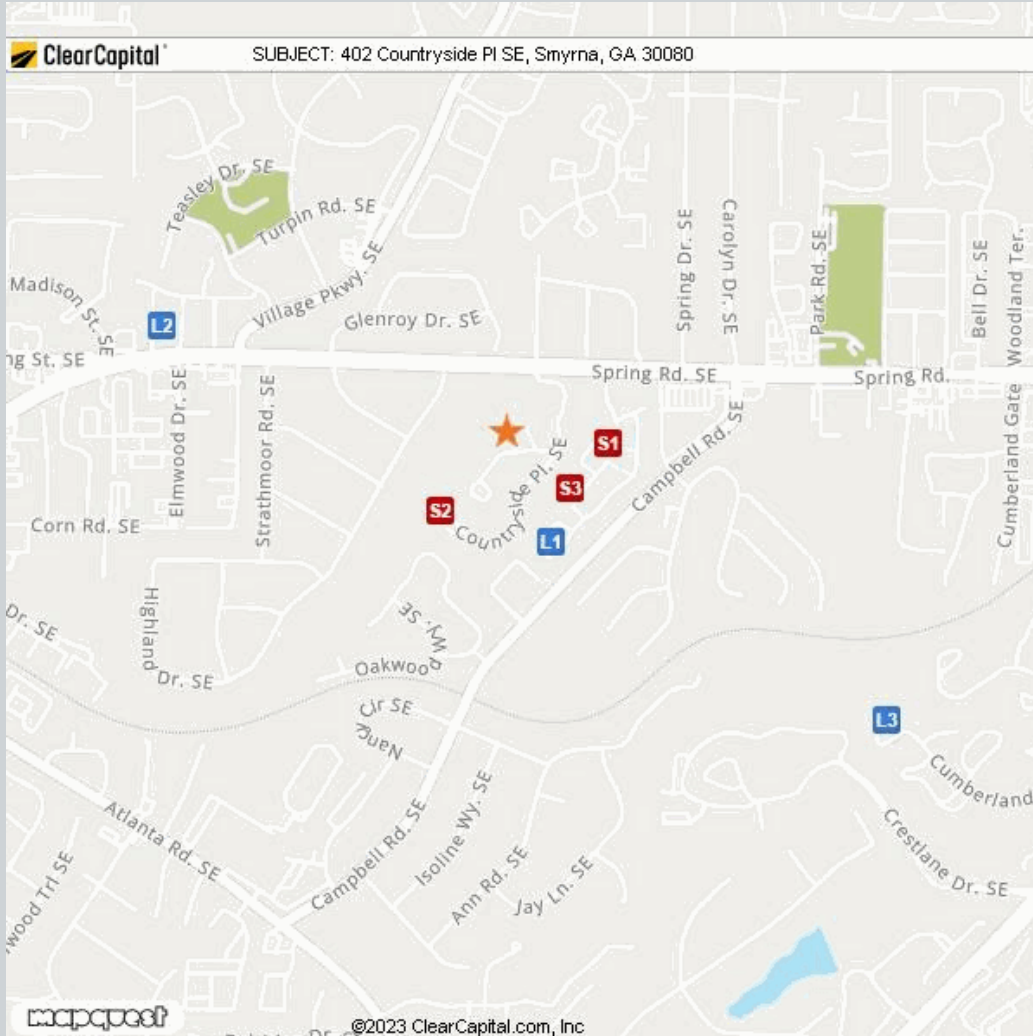 ClearCapital
SUBJECT: 402 Countryside Pl SE, Smyrna, GA 30080
Teasley Dr. SE
Turpin Rd. SE
Village Pkwy. SE
Glenroy Dr. SE
Spring Dr. SE
Carolyn Dr. SE
Park Rd. SE
Bell Dr. SE
Woodland Ter.
Madison St. SE
L2
ng St. SE
Spring Rd. SE
Spring Rd.
Elmwood Dr. SE
Strathmoor Rd. SE
Cumberland Gate
S1
S3
S2
Countryside Pl. SE
Campbell Rd. SE
L1
Corn Rd. SE
Highland
Dr. SE
Dr. SE
Oakwood
Wy. SE
Nancy
Cir SE
L3
Cumberland
Crestlane Dr. SE
Atlanta Rd. SE
Campbell Rd. SE
Isoline Wy. SE
Ann Rd. SE
Jay Ln. SE
wood Trl SE
mapquest
©2023 ClearCapital.com, Inc